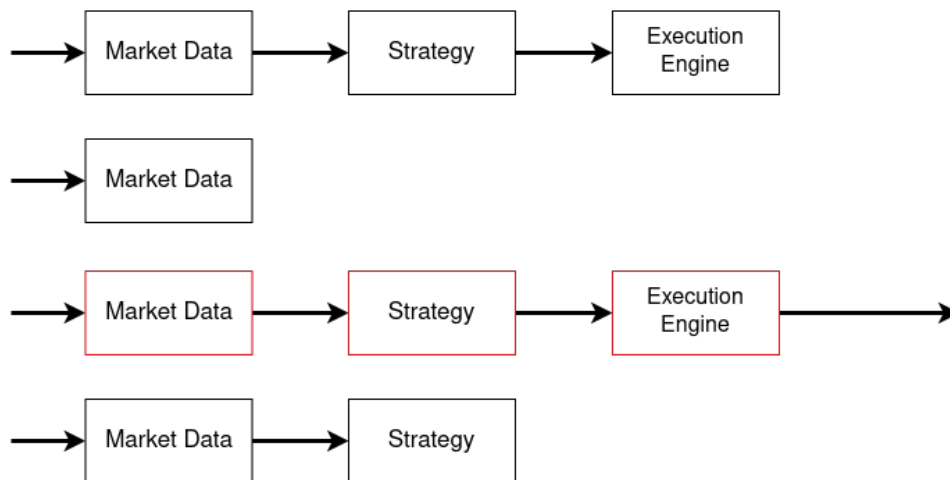 Market Data
Strategy
Execution
Engine
Market Data
Market Data
Strategy
Execution
Engine
Market Data
Strategy